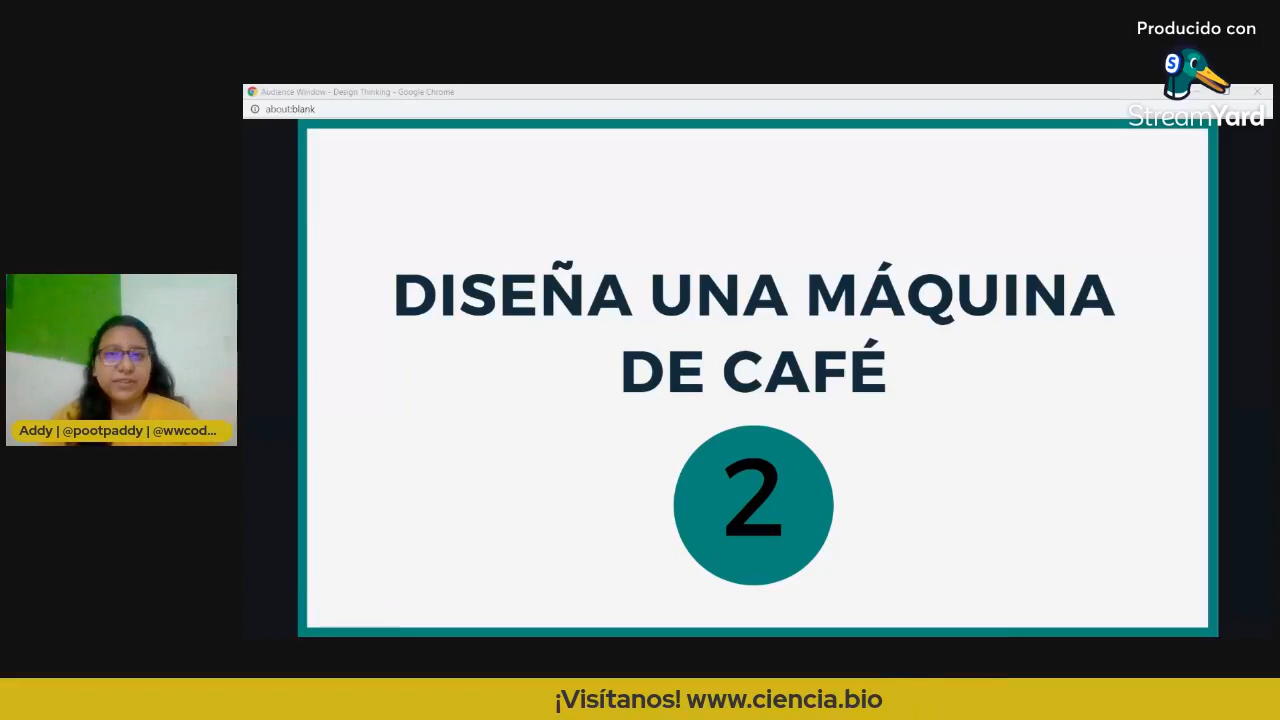 Producido con
StreamYard
Audience Window - Design Thinking - Google Chrome
about:blank
DISEÑA UNA MÁQUINA
DE CAFÉ
2
Addy | @pootpaddy | @wwcod...
¡Visítanos! www.ciencia.bio